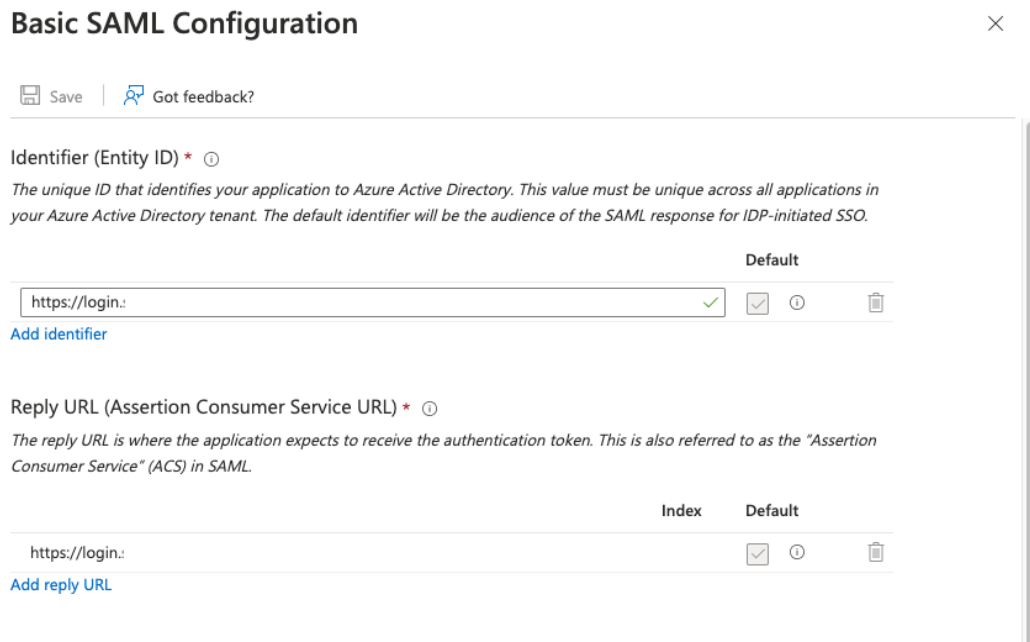 Basic SAML Configuration
Save
Got feedback?
Identifier (Entity ID) *
The unique ID that identifies your application to Azure Active Directory. This value must be unique across all applications in
your Azure Active Directory tenant. The default identifier will be the audience of the SAML response for IDP-initiated SSO.
Default
https://login.
Add identifier
Reply URL (Assertion Consumer Service URL) *
The reply URL is where the application expects to receive the authentication token. This is also referred to as the "Assertion
Consumer Service" (ACS) in SAML.
Index Default
https://login.
Add reply URL